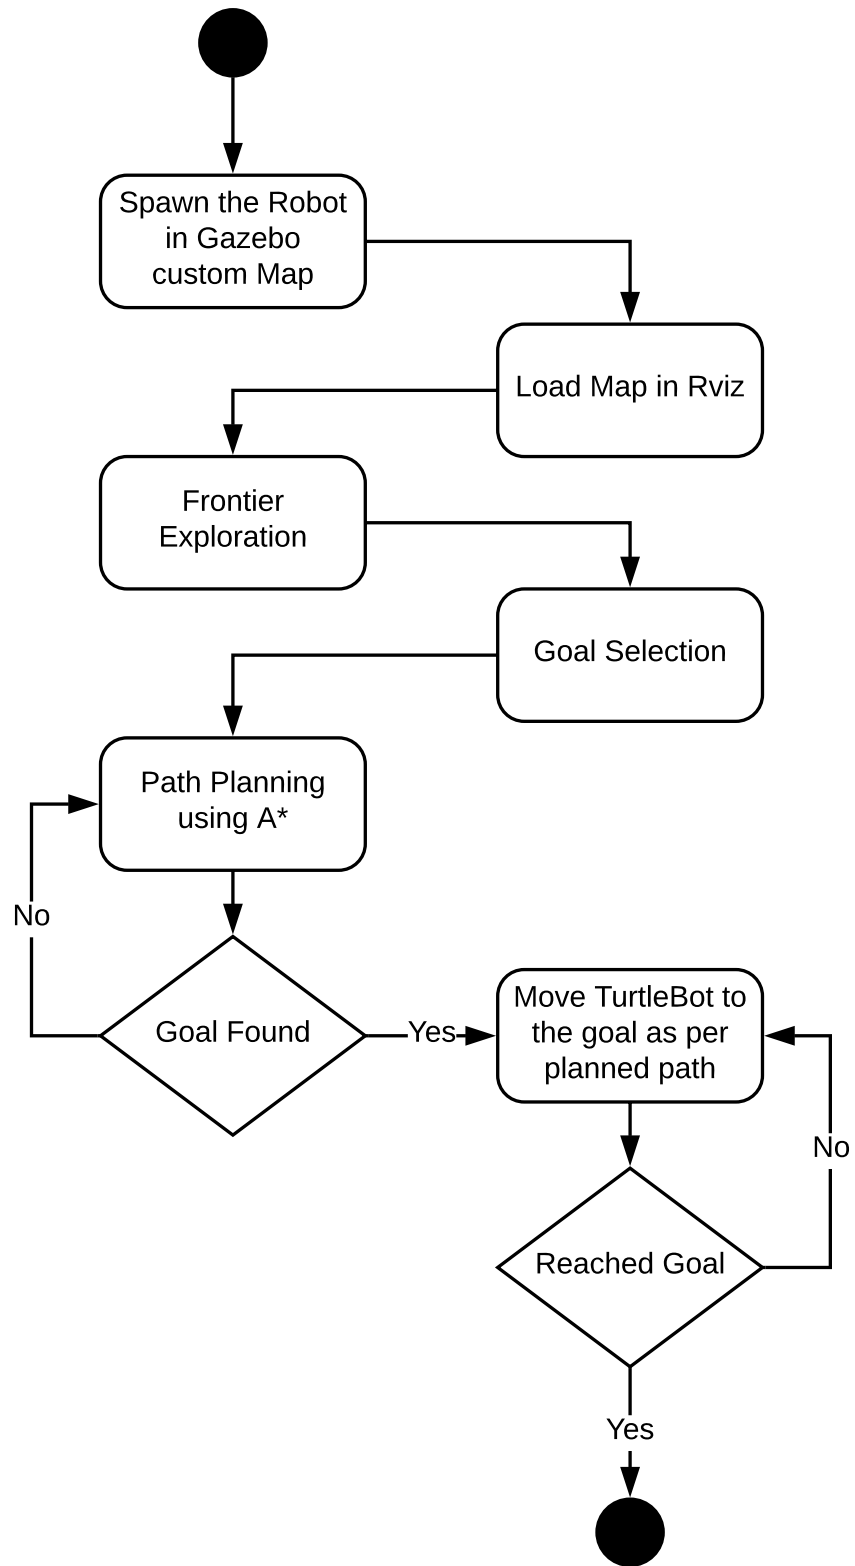 Spawn the Robot
in Gazebo
custom Map
Load Map in Rviz
Frontier
Exploration
Goal Selection
Path Planning
using A*
No
Goal Found
Yes
Move TurtleBot to
the goal as per
planned path
No
Reached Goal
Yes